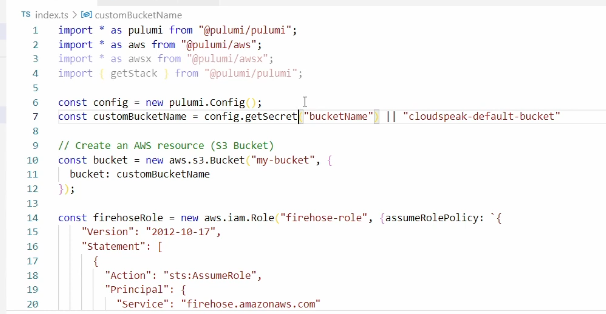 TS index.ts > customBucketName
1 import * as pulumi from "@pulumi/pulumi";
2 import * as aws from "@pulumi/aws";
3 import * as awsx from "@pulumi/awsx";
4 import { getStack } from "@pulumi/pulumi";
5
6 const config = new pulumi.Config();
7 const customBucketName = config.getSecret("bucketName") || "cloudspeak-default-bucket"
8
9 // Create an AWS resource (S3 Bucket)
10 const bucket = new aws.s3.Bucket("my-bucket", {
11 bucket: customBucketName
12 });
13
14 const firehoseRole = new aws.iam.Role("firehose-role", {assumeRolePolicy: `{
15 "Version": "2012-10-17",
16 "Statement": [
17 {
18 "Action": "sts:AssumeRole",
19 "Principal": {
20 "Service": "firehose.amazonaws.com"